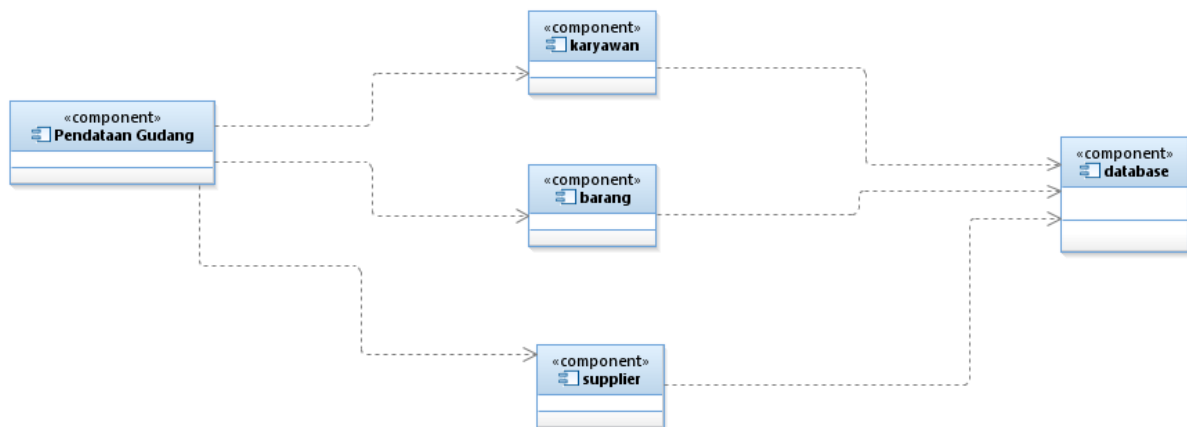 «component»
karyawan
«component»
Pendataan Gudang
«component»
database
«component»
barang
«component»
supplier